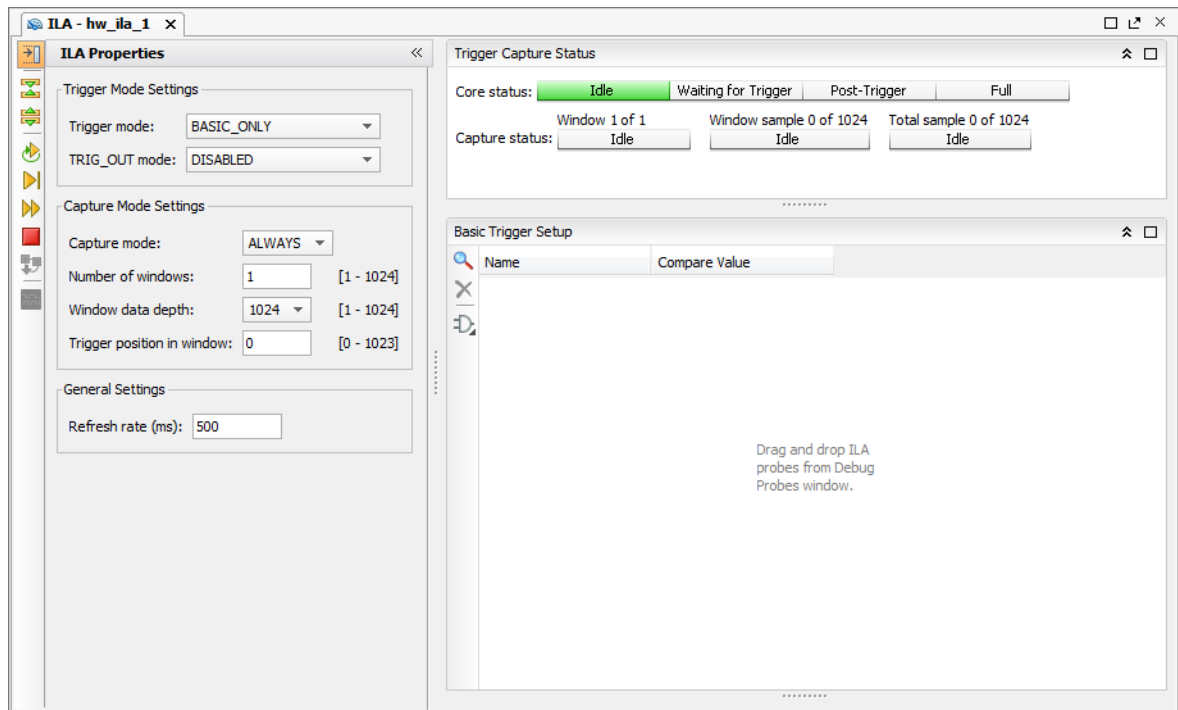 ILA - hw_ila_1
ILA Properties
Trigger Mode Settings
Trigger mode: BASIC_ONLY
TRIG_OUT mode: DISABLED
Capture Mode Settings
Capture mode: ALWAYS
Number of windows: 1 [1 - 1024]
Window data depth: 1024 [1 - 1024]
Trigger position in window: 0 [0 - 1023]
General Settings
Refresh rate (ms): 500
Trigger Capture Status
Core status: Idle Waiting for Trigger Post-Trigger Full
Window 1 of 1 Window sample 0 of 1024 Total sample 0 of 1024
Capture status: Idle Idle Idle
Basic Trigger Setup
Name Compare Value
Drag and drop ILA
probes from Debug
Probes window.